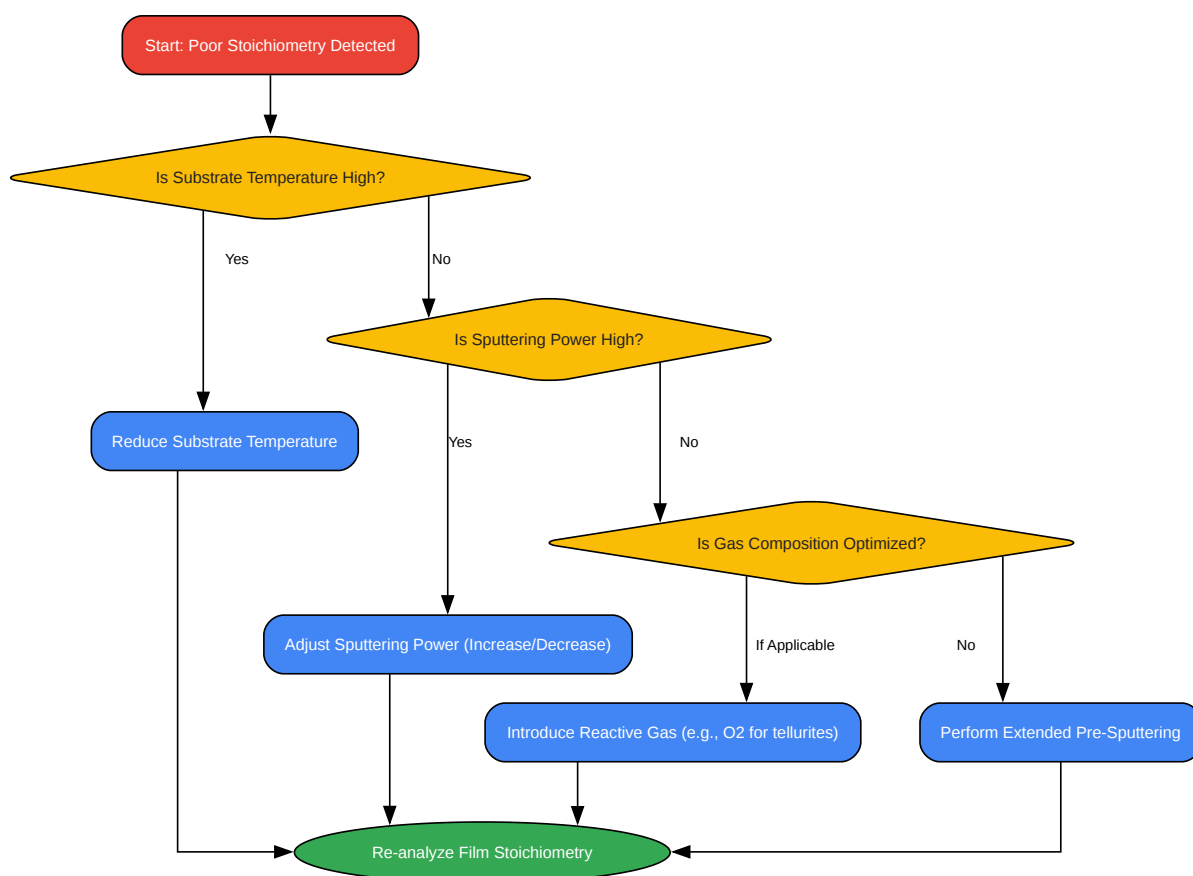 Start: Poor Stoichiometry Detected
Is Substrate Temperature High?
Yes
No
Is Sputtering Power High?
Reduce Substrate Temperature
Yes
No
Is Gas Composition Optimized?
Adjust Sputtering Power (Increase/Decrease)
If Applicable
No
Introduce Reactive Gas (e.g., O2 for tellurites)
Perform Extended Pre-Sputtering
Re-analyze Film Stoichiometry